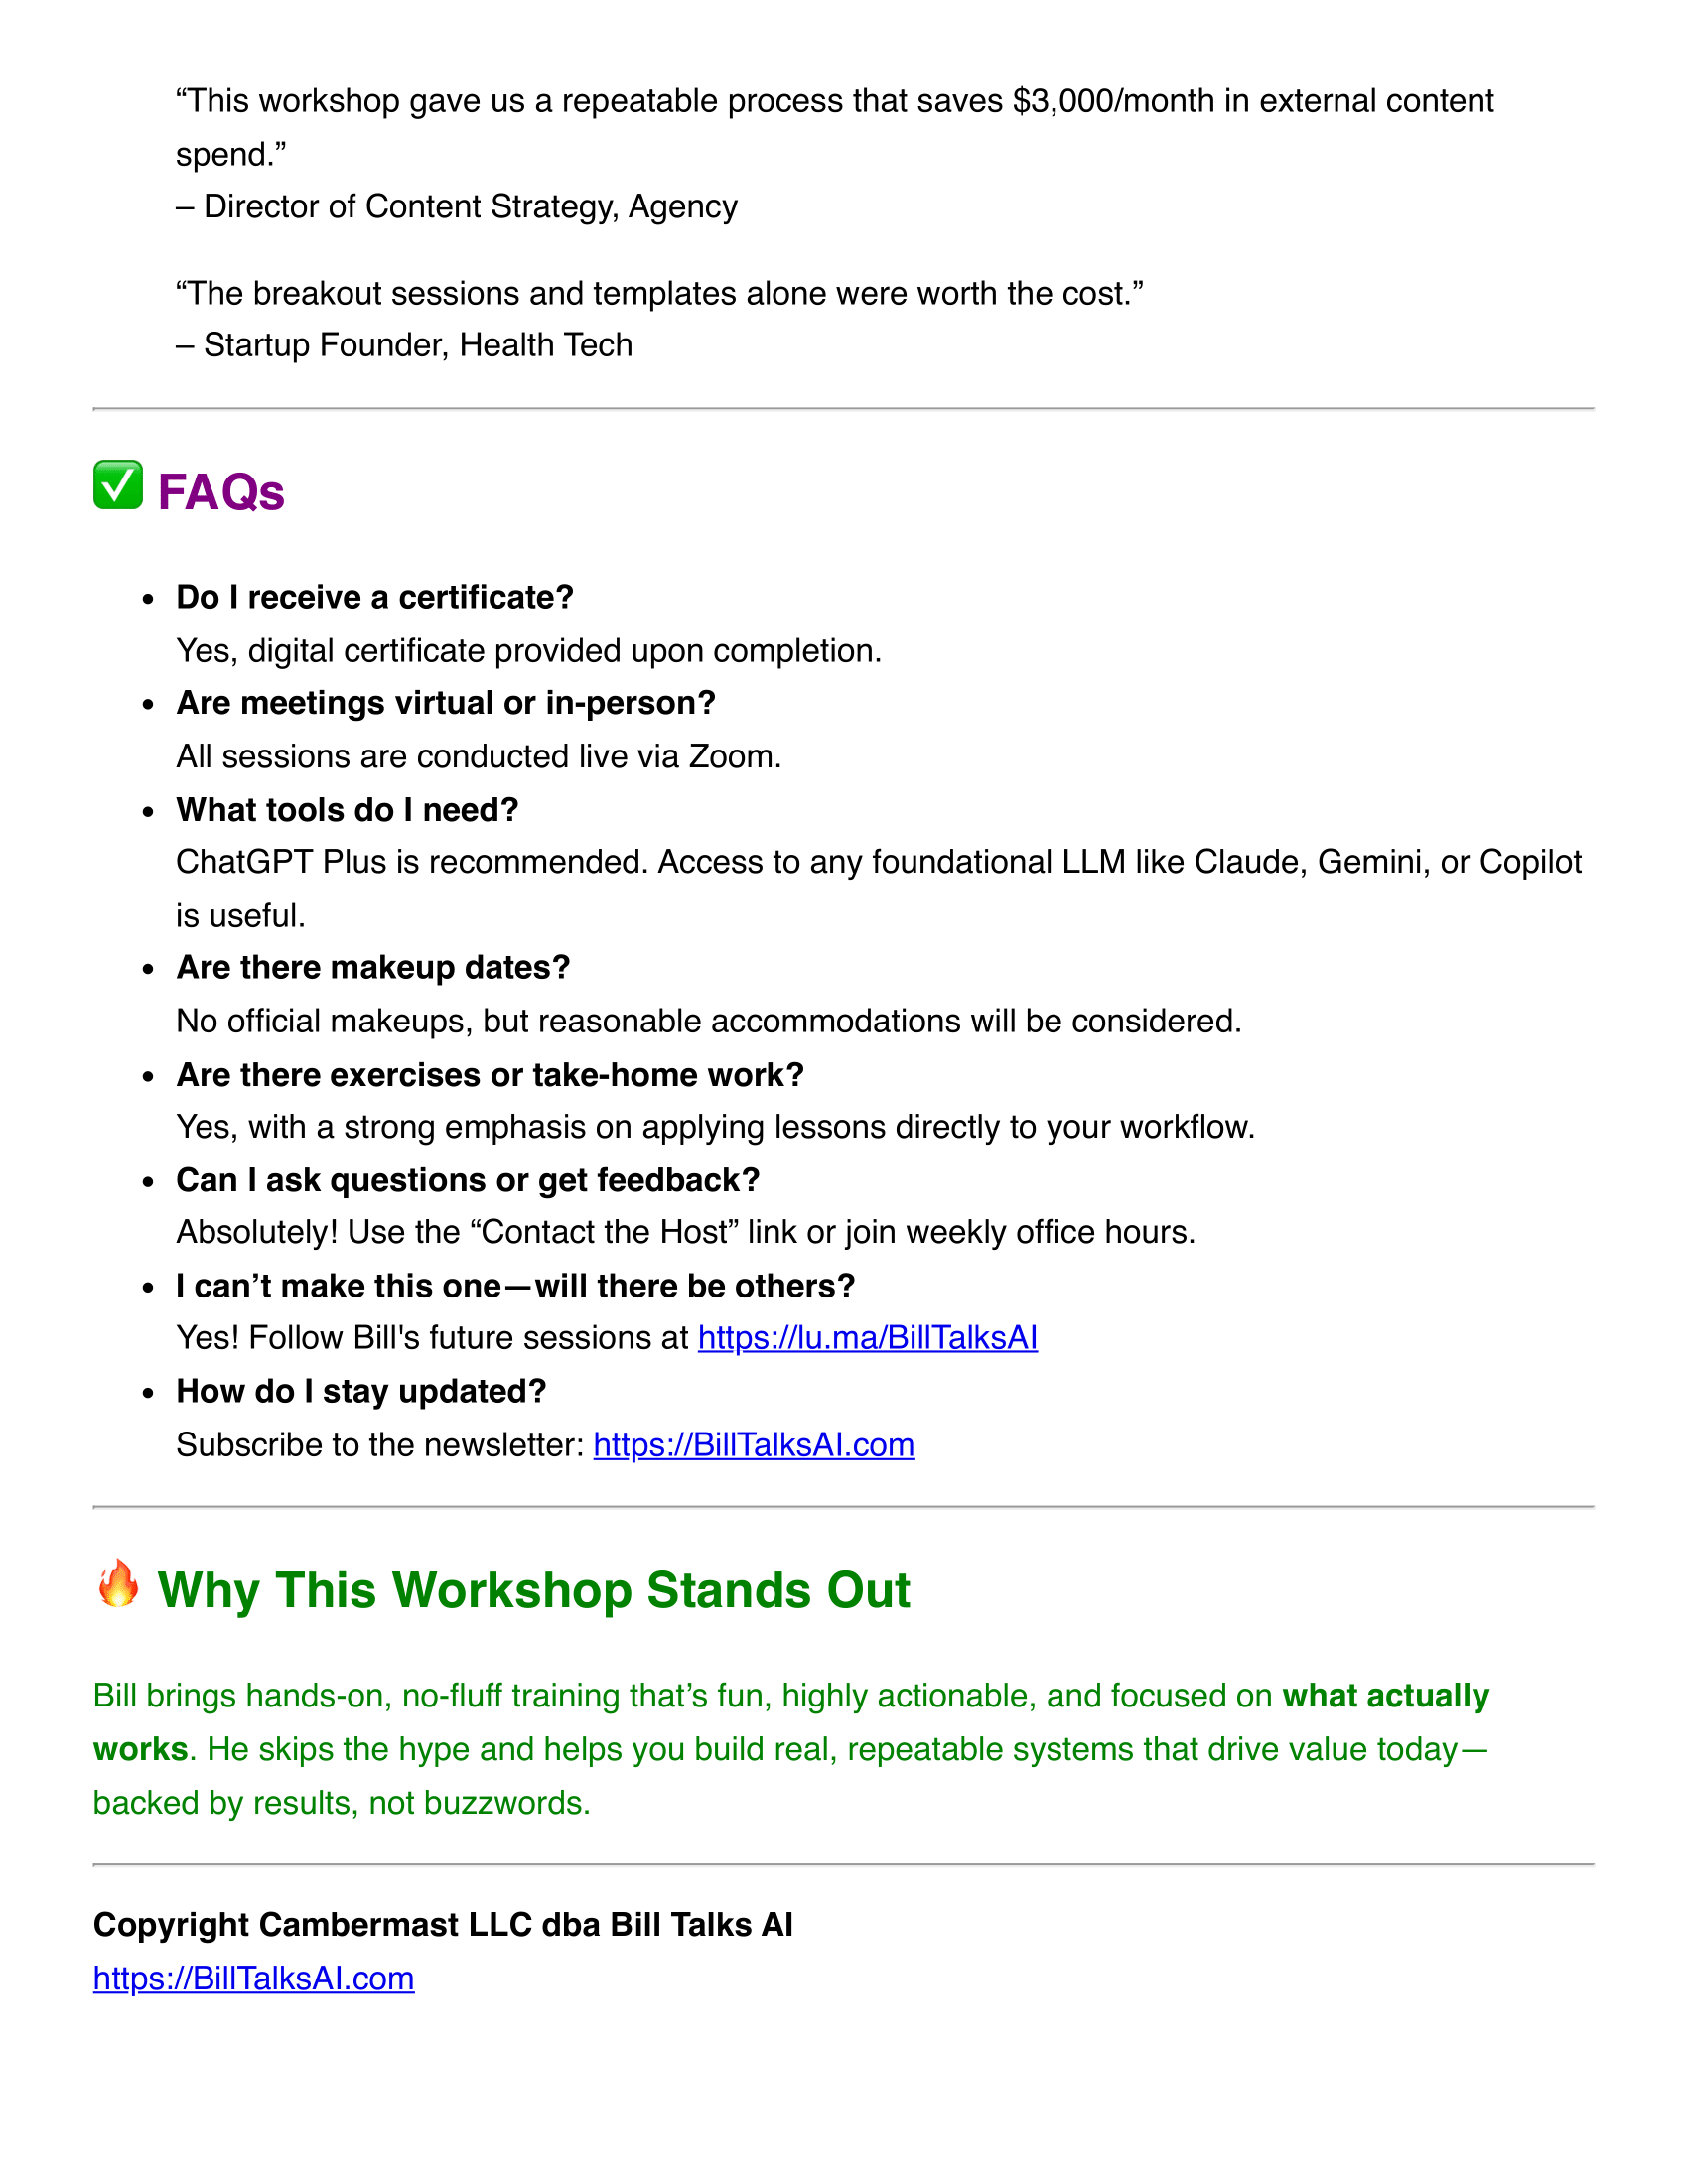 “This workshop gave us a repeatable process that saves $3,000/month in external content
spend.”
– Director of Content Strategy, Agency
“The breakout sessions and templates alone were worth the cost.”
– Startup Founder, Health Tech
✅ FAQs
• Do I receive a certificate?
Yes, digital certificate provided upon completion.
• Are meetings virtual or in-person?
All sessions are conducted live via Zoom.
• What tools do I need?
ChatGPT Plus is recommended. Access to any foundational LLM like Claude, Gemini, or Copilot
is useful.
• Are there makeup dates?
No official makeups, but reasonable accommodations will be considered.
• Are there exercises or take-home work?
Yes, with a strong emphasis on applying lessons directly to your workflow.
• Can I ask questions or get feedback?
Absolutely! Use the “Contact the Host” link or join weekly office hours.
• I can’t make this one—will there be others?
Yes! Follow Bill's future sessions at https://lu.ma/BillTalksAI
• How do I stay updated?
Subscribe to the newsletter: https://BillTalksAI.com
🔥 Why This Workshop Stands Out
Bill brings hands-on, no-fluff training that’s fun, highly actionable, and focused on what actually
works. He skips the hype and helps you build real, repeatable systems that drive value today—
backed by results, not buzzwords.
Copyright Cambermast LLC dba Bill Talks AI
https://BillTalksAI.com